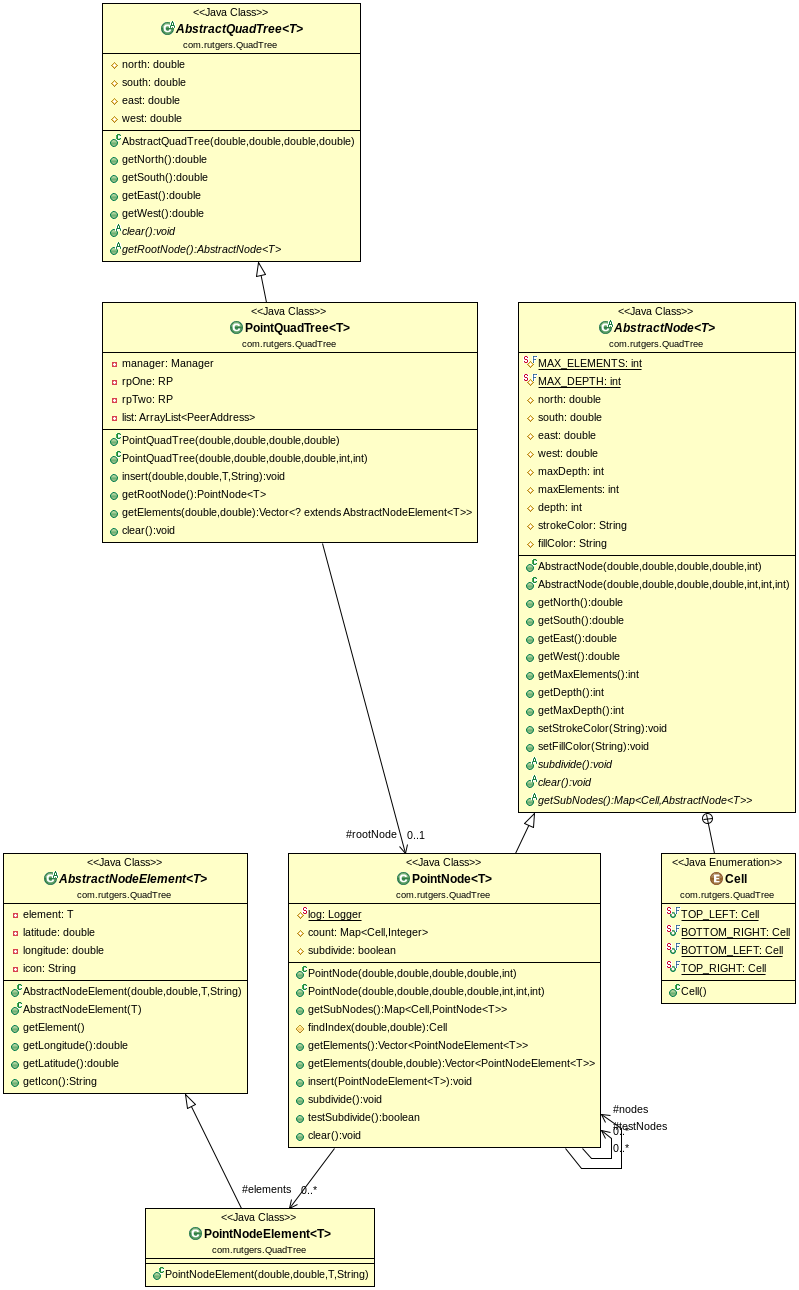 <<Java Class>>
AbstractQuadTree<T>
com.rutgers.QuadTree
north: double
south: double
east: double
west: double
AbstractQuadTree(double,double,double,double)
getNorth():double
getSouth():double
getEast():double
getWest():double
clear():void
getRootNode():AbstractNode<T>
<<Java Class>>
PointQuadTree<T>
com.rutgers.QuadTree
manager: Manager
rpOne: RP
rpTwo: RP
list: ArrayList<PeerAddress>
PointQuadTree(double,double,double,double)
PointQuadTree(double,double,double,double,int,int)
insert(double,double,T,String):void
getRootNode():PointNode<T>
getElements(double,double):Vector<? extends AbstractNodeElement<T>>
clear():void
<<Java Class>>
AbstractNode<T>
com.rutgers.QuadTree
MAX_ELEMENTS: int
MAX_DEPTH: int
north: double
south: double
east: double
west: double
maxDepth: int
maxElements: int
depth: int
strokeColor: String
fillColor: String
AbstractNode(double,double,double,double,int)
AbstractNode(double,double,double,double,int,int,int)
getNorth():double
getSouth():double
getEast():double
getWest():double
getMaxElements():int
getDepth():int
getMaxDepth():int
setStrokeColor(String):void
setFillColor(String):void
subdivide():void
clear():void
getSubNodes():Map<Cell,AbstractNode<T>>
#rootNode 0..1
<<Java Class>>
AbstractNodeElement<T>
com.rutgers.QuadTree
element: T
latitude: double
longitude: double
icon: String
AbstractNodeElement(double,double,T,String)
AbstractNodeElement(T)
getElement()
getLongitude():double
getLatitude():double
getIcon():String
<<Java Class>>
PointNode<T>
com.rutgers.QuadTree
log: Logger
count: Map<Cell,Integer>
subdivide: boolean
PointNode(double,double,double,double,int)
PointNode(double,double,double,double,int,int,int)
getSubNodes():Map<Cell,PointNode<T>>
findIndex(double,double):Cell
getElements():Vector<PointNodeElement<T>>
getElements(double,double):Vector<PointNodeElement<T>>
insert(PointNodeElement<T>):void
subdivide():void
testSubdivide():boolean
clear():void
<<Java Enumeration>>
Cell
com.rutgers.QuadTree
TOP_LEFT: Cell
BOTTOM_RIGHT: Cell
BOTTOM_LEFT: Cell
TOP_RIGHT: Cell
Cell()
#nodes
#testNodes
0..*
0..*
#elements 0..*
<<Java Class>>
PointNodeElement<T>
com.rutgers.QuadTree
PointNodeElement(double,double,T,String)